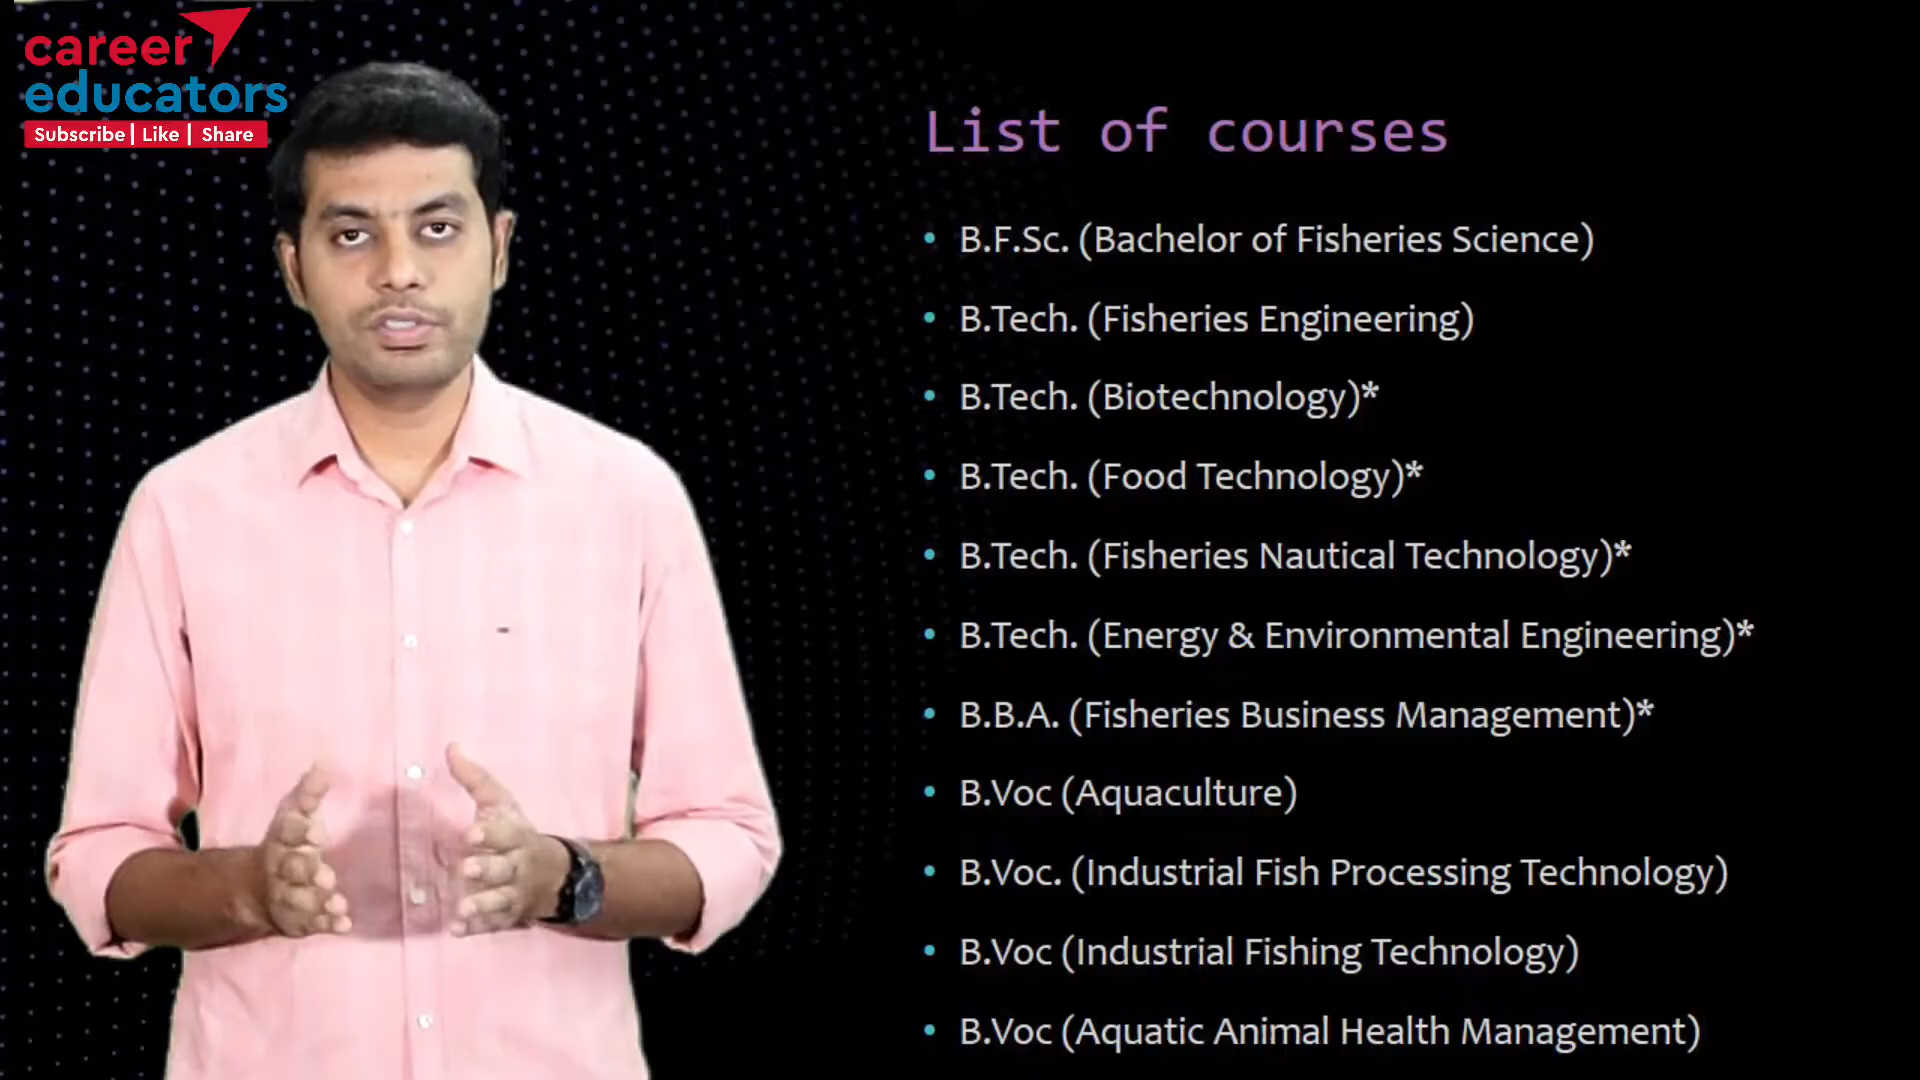 career
educators
Subscribe| Like | Share
List of courses
• B.F.Sc. (Bachelor of Fisheries Science)
• B.Tech. (Fisheries Engineering)
• B.Tech. (Biotechnology)*
• B.Tech. (Food Technology)*
• B.Tech. (Fisheries Nautical Technology)*
• B.Tech. (Energy & Environmental Engineering)*
• B.B.A. (Fisheries Business Management)*
• B.Voc (Aquaculture)
• B.Voc. (Industrial Fish Processing Technology)
• B.Voc (Industrial Fishing Technology)
• B.Voc (Aquatic Animal Health Management)